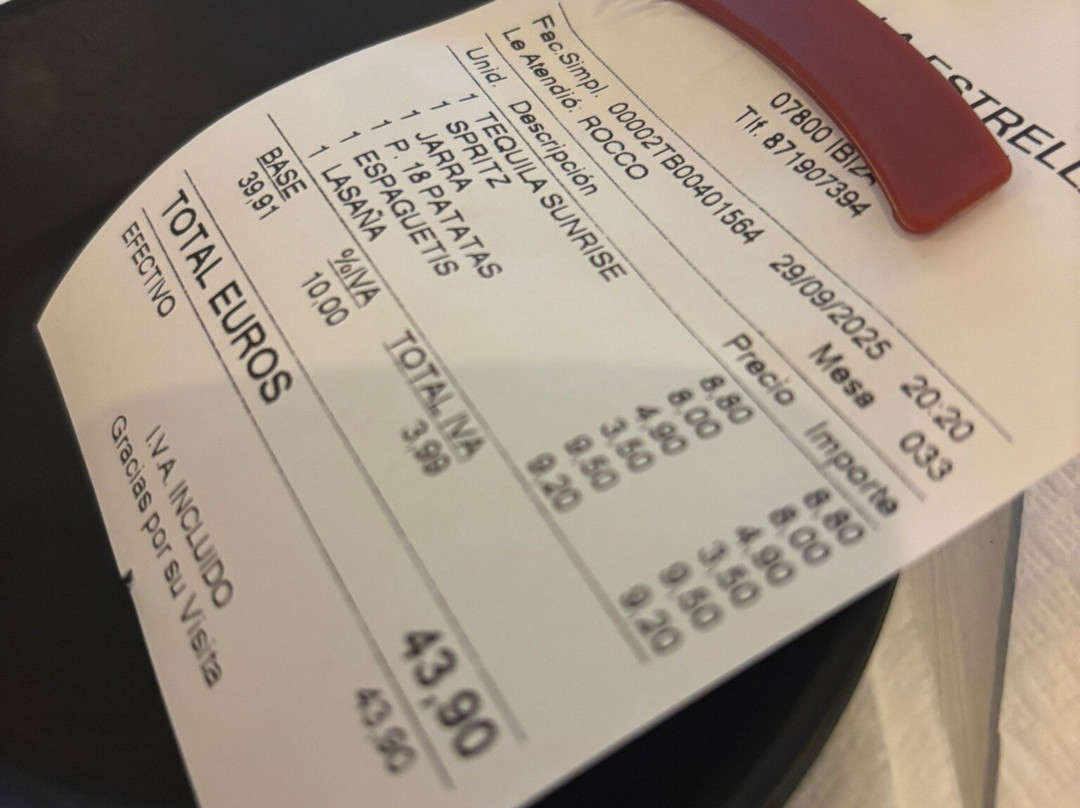 LA ESTRELL
07800 IBIZA
Tlf. 871907394
Fac.Simpl. 00002TB00401564 29/09/2025 20:20
Le Atendió: ROCCO Mesa 033
Unid. Descripción Precio Importe
1 TEQUILA SUNRISE 8,80 8,80
1 SPRITZ 8,00 8,00
1 JARRA 4,90 4,90
1 P. 18 PATATAS 3,50 3,50
1 ESPAGUETIS 9,50 9,50
1 LASAÑA 9,20 9,20
BASE %IVA TOTAL IVA
39,91 10,00 3,99
TOTAL EUROS 43,90
EFECTIVO 43,90
I.V.A. INCLUIDO
Gracias por su Visita